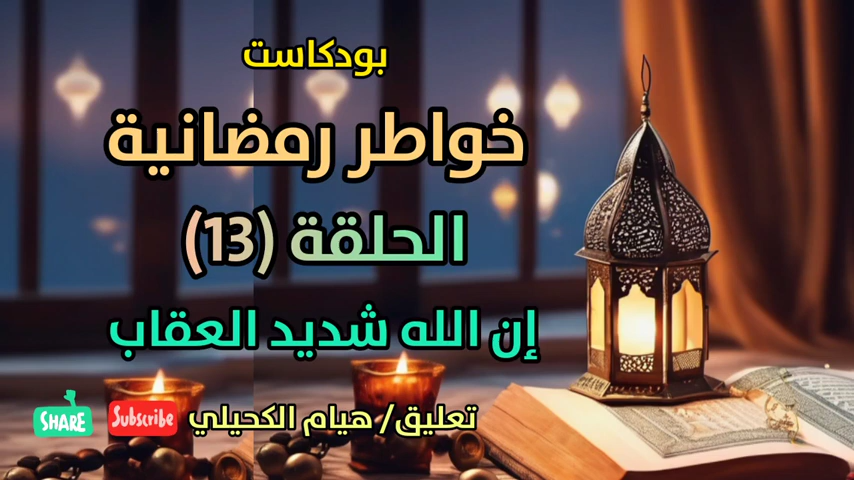 بودكاست
خواطر رمضانية
الحلقة (13)
إن الله شديد العقاب
تعليق/ هيام الكحيلي
Subscribe
SHARE